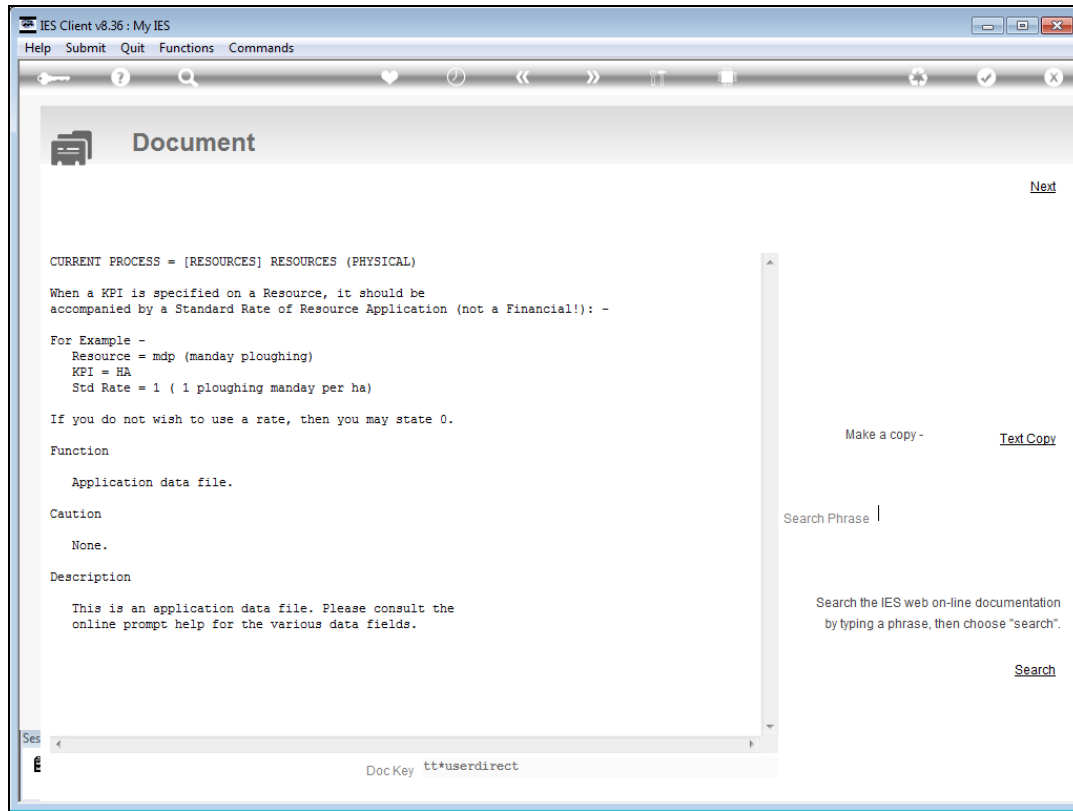 IES Client v8.36 : My IES
Help Submit Quit Functions Commands
Document
Next
CURRENT PROCESS = [RESOURCES] RESOURCES (PHYSICAL)
When a KPI is specified on a Resource, it should be
accompanied by a Standard Rate of Resource Application (not a Financial!): -
For Example -
Resource = mdp (manday ploughing)
KPI = HA
Std Rate = 1 ( 1 ploughing manday per ha)
If you do not wish to use a rate, then you may state 0.
Function
Application data file.
Caution
None.
Description
This is an application data file. Please consult the
online prompt help for the various data fields.
Make a copy -
Text Copy
Search Phrase
Search the IES web on-line documentation
by typing a phrase, then choose "search".
Search
Ses
Doc Key tt*userdirect